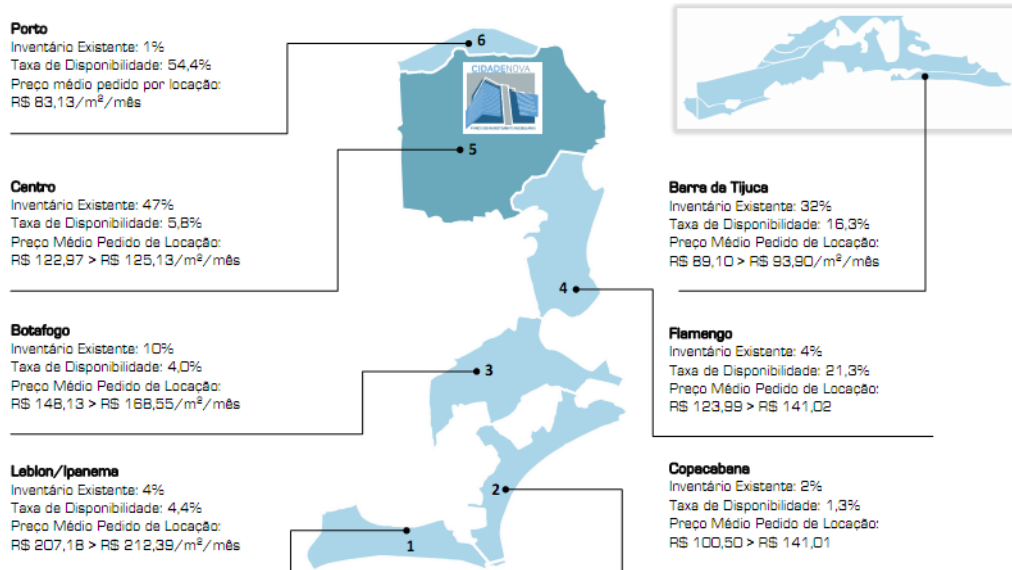 Porto
Inventário Existente: 1%
Taxa de Disponibilidade: 54,4%
Preço médio pedido por locação:
R$ 83,13/m²/mês
Centro
Inventário Existente: 47%
Taxa de Disponibilidade: 5,8%
Preço Médio Pedido de Locação:
R$ 122,97 > R$ 125,13/m²/mês
Botafogo
Inventário Existente: 10%
Taxa de Disponibilidade: 4,0%
Preço Médio Pedido de Locação:
R$ 148,13 > R$ 168,55/m²/mês
Leblon/Ipanema
Inventário Existente: 4%
Taxa de Disponibilidade: 4,4%
Preço Médio Pedido de Locação:
R$ 207,18 > R$ 212,39/m²/mês
6
CIDADENOVA
FUNDO DE INVESTIMENTO IMOBILIÁRIO
5
4
3
2
1
Barra da Tijuca
Inventário Existente: 32%
Taxa de Disponibilidade: 16,3%
Preço Médio Pedido de Locação:
R$ 89,10 > R$ 93,90/m²/mês
Flamengo
Inventário Existente: 4%
Taxa de Disponibilidade: 21,3%
Preço Médio Pedido de Locação:
R$ 123,99 > R$ 141,02
Copacabana
Inventário Existente: 2%
Taxa de Disponibilidade: 1,3%
Preço Médio Pedido de Locação:
R$ 100,50 > R$ 141,01